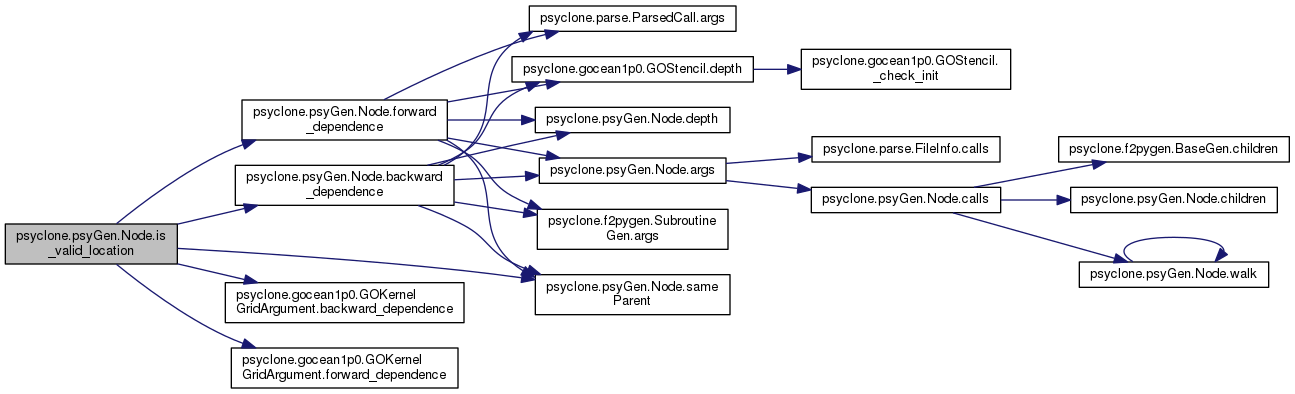 psyclone.psyGen.Node.is
_valid_location
psyclone.psyGen.Node.forward
_dependence
psyclone.psyGen.Node.backward
_dependence
psyclone.gocean1p0.GOKernel
GridArgument.backward_dependence
psyclone.gocean1p0.GOKernel
GridArgument.forward_dependence
psyclone.parse.ParsedCall.args
psyclone.gocean1p0.GOStencil.depth
psyclone.psyGen.Node.depth
psyclone.psyGen.Node.args
psyclone.f2pygen.Subroutine
Gen.args
psyclone.psyGen.Node.same
Parent
psyclone.gocean1p0.GOStencil.
_check_init
psyclone.parse.FileInfo.calls
psyclone.psyGen.Node.calls
psyclone.f2pygen.BaseGen.children
psyclone.psyGen.Node.children
psyclone.psyGen.Node.walk